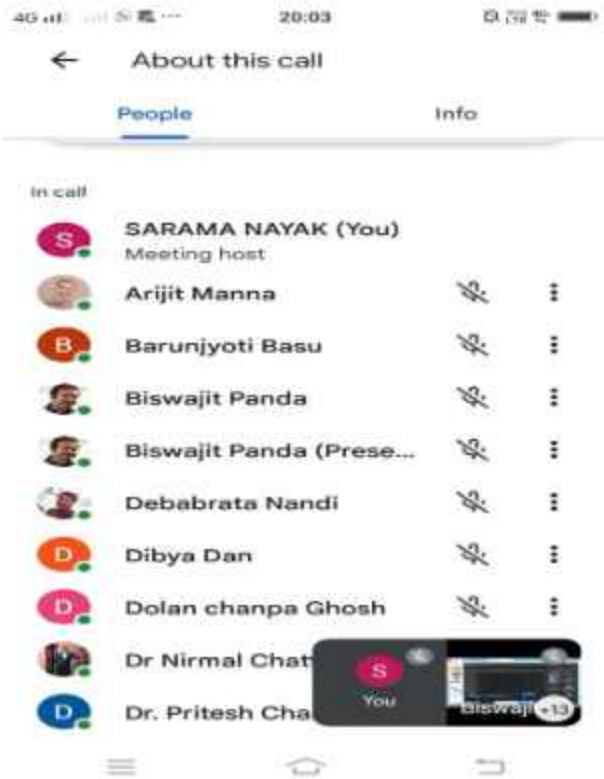 4G
20:03
About this call
People
Info
In call
S
SARAMA NAYAK (You)
Meeting host
Arijit Manna
B
Barunjyoti Basu
Biswajit Panda
Biswajit Panda (Prese...
Debabrata Nandi
D
Dibya Dan
D
Dolan chanpa Ghosh
Dr Nirmal Chat
S
You
Biswaj
+13
D
Dr. Pritesh Cha